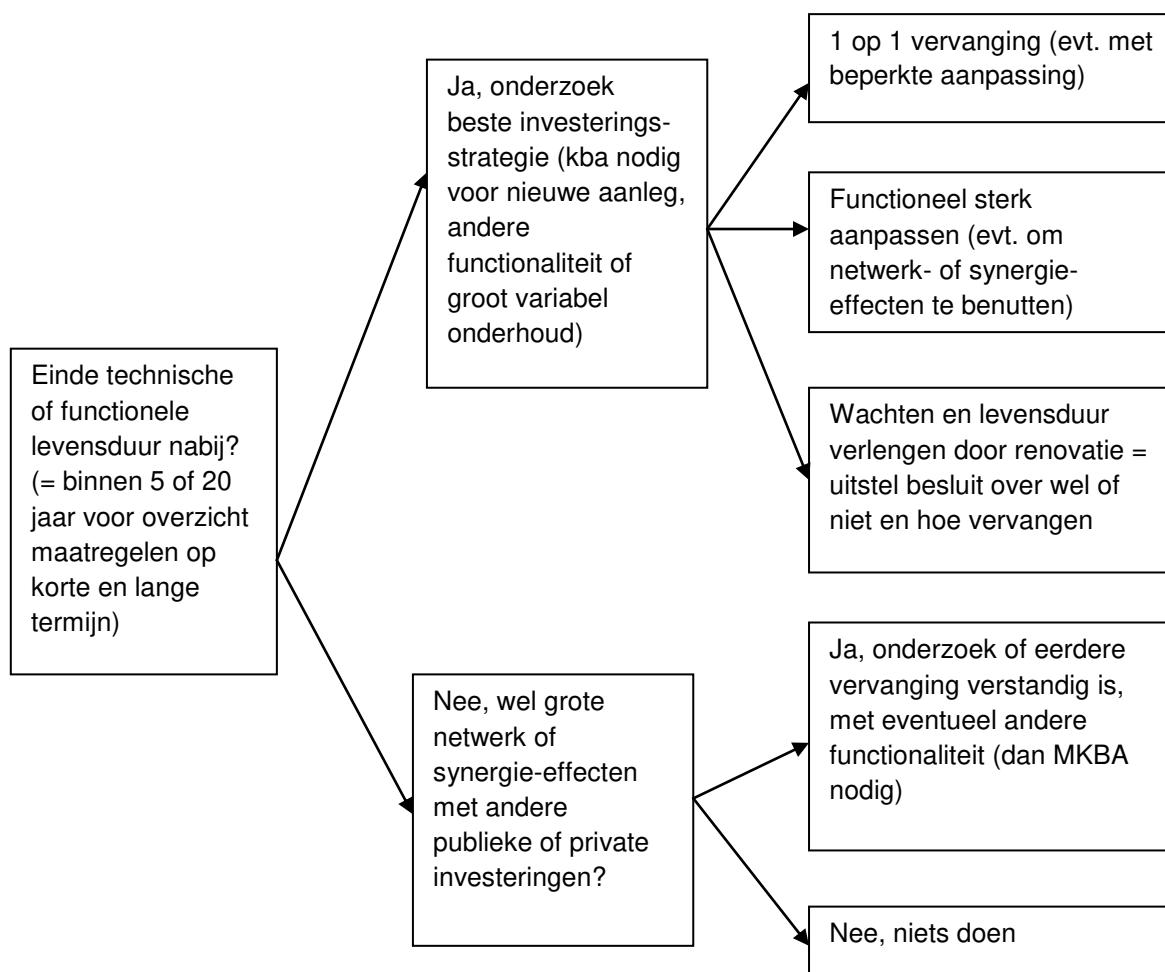 Einde technische
of functionele
levensduur nabij?
(= binnen 5 of 20
jaar voor overzicht
maatregelen op
korte en lange
termijn)
Ja, onderzoek
beste investerings-
strategie (kba nodig
voor nieuwe aanleg,
andere
functionaliteit of
groot variabel
onderhoud)
1 op 1 vervanging (evt. met
beperkte aanpassing)
Functioneel sterk
aanpassen (evt. om
netwerk- of synergie-
effecten te benutten)
Wachten en levensduur
verlengen door renovatie =
uitstel besluit over wel of
niet en hoe vervangen
Nee, wel grote
netwerk of
synergie-effecten
met andere
publieke of private
investeringen?
Ja, onderzoek of eerdere
vervanging verstandig is,
met eventueel andere
functionaliteit (dan MKBA
nodig)
Nee, niets doen